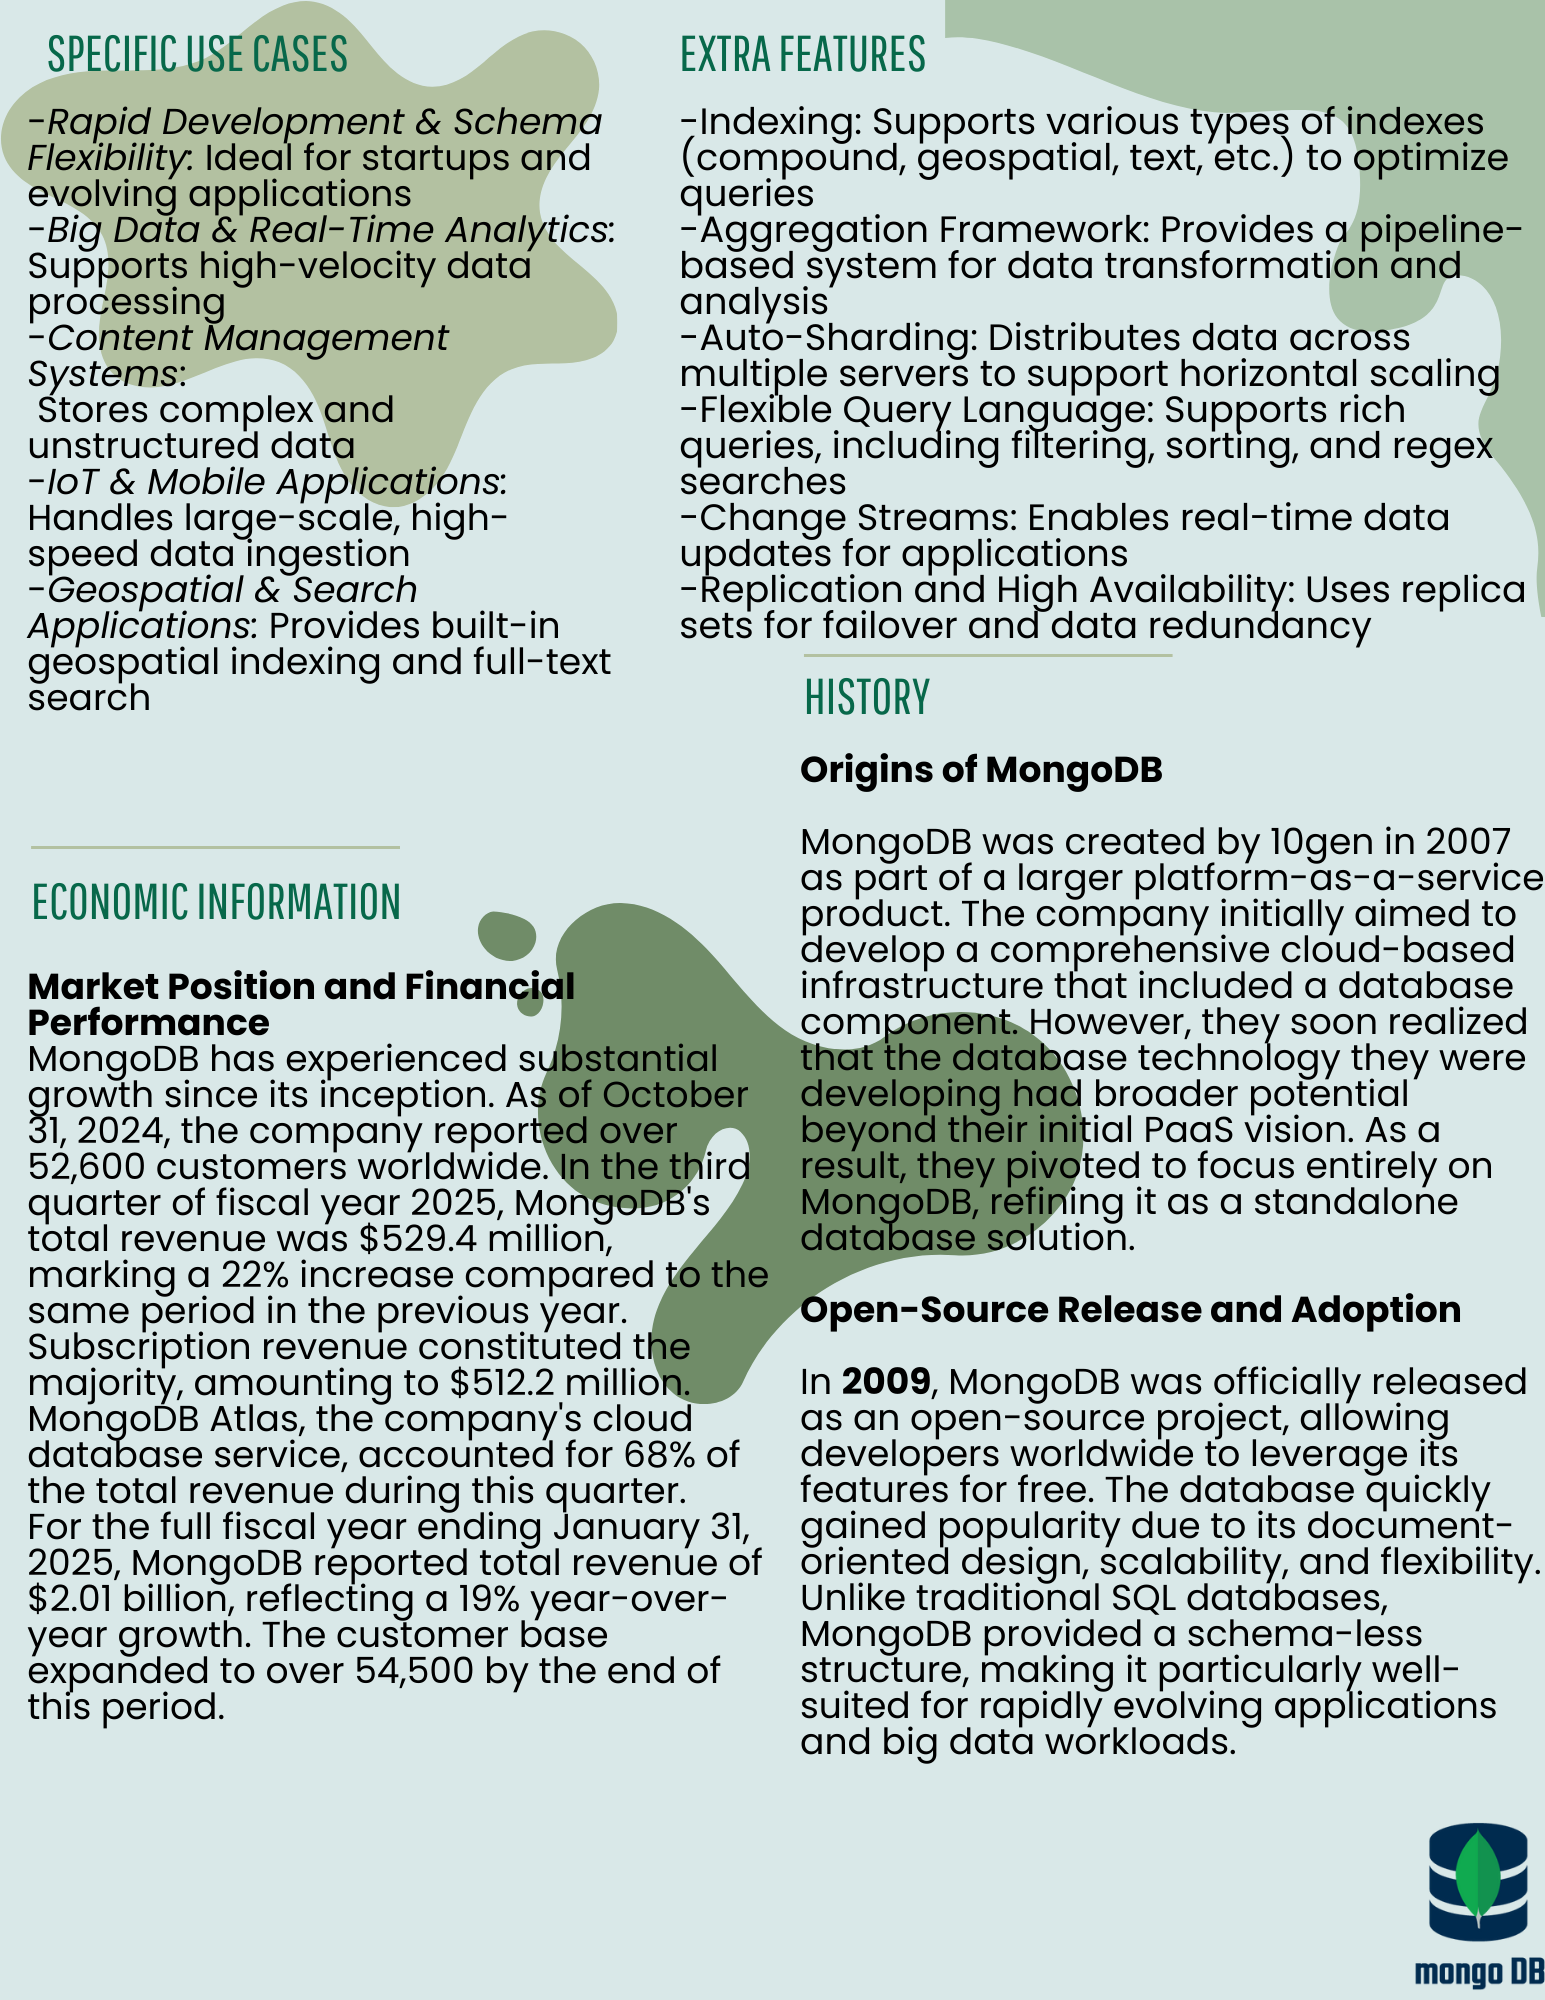 SPECIFIC USE CASES
-Rapid Development & Schema
Flexibility: Ideal for startups and
evolving applications
-Big Data & Real-Time Analytics:
Supports high-velocity data
processing
-Content Management
Systems:
Stores complex and
unstructured data
-IoT & Mobile Applications:
Handles large-scale, high-
speed data ingestion
-Geospatial & Search
Applications: Provides built-in
geospatial indexing and full-text
search
EXTRA FEATURES
-Indexing: Supports various types of indexes
(compound, geospatial, text, etc.) to optimize
queries
-Aggregation Framework: Provides a pipeline-
based system for data transformation and
analysis
-Auto-Sharding: Distributes data across
multiple servers to support horizontal scaling
-Flexible Query Language: Supports rich
queries, including filtering, sorting, and regex
searches
-Change Streams: Enables real-time data
updates for applications
-Replication and High Availability: Uses replica
sets for failover and data redundancy
ECONOMIC INFORMATION
Market Position and Financial
Performance
MongoDB has experienced substantial
growth since its inception. As of October
31, 2024, the company reported over
52,600 customers worldwide. In the third
quarter of fiscal year 2025, MongoDB's
total revenue was $529.4 million,
marking a 22% increase compared to the
same period in the previous year.
Subscription revenue constituted the
majority, amounting to $512.2 million.
MongoDB Atlas, the company's cloud
database service, accounted for 68% of
the total revenue during this quarter.
For the full fiscal year ending January 31,
2025, MongoDB reported total revenue of
$2.01 billion, reflecting a 19% year-over-
year growth. The customer base
expanded to over 54,500 by the end of
this period.
HISTORY
Origins of MongoDB
MongoDB was created by 10gen in 2007
as part of a larger platform-as-a-service
product. The company initially aimed to
develop a comprehensive cloud-based
infrastructure that included a database
component. However, they soon realized
that the database technology they were
developing had broader potential
beyond their initial PaaS vision. As a
result, they pivoted to focus entirely on
MongoDB, refining it as a standalone
database solution.
Open-Source Release and Adoption
In 2009, MongoDB was officially released
as an open-source project, allowing
developers worldwide to leverage its
features for free. The database quickly
gained popularity due to its document-
oriented design, scalability, and flexibility.
Unlike traditional SQL databases,
MongoDB provided a schema-less
structure, making it particularly well-
suited for rapidly evolving applications
and big data workloads.
mongo DB